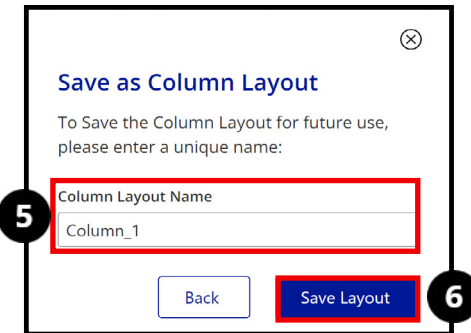 Save as Column Layout
To Save the Column Layout for future use,
please enter a unique name:
5
Column Layout Name
Column_1
Back
Save Layout
6